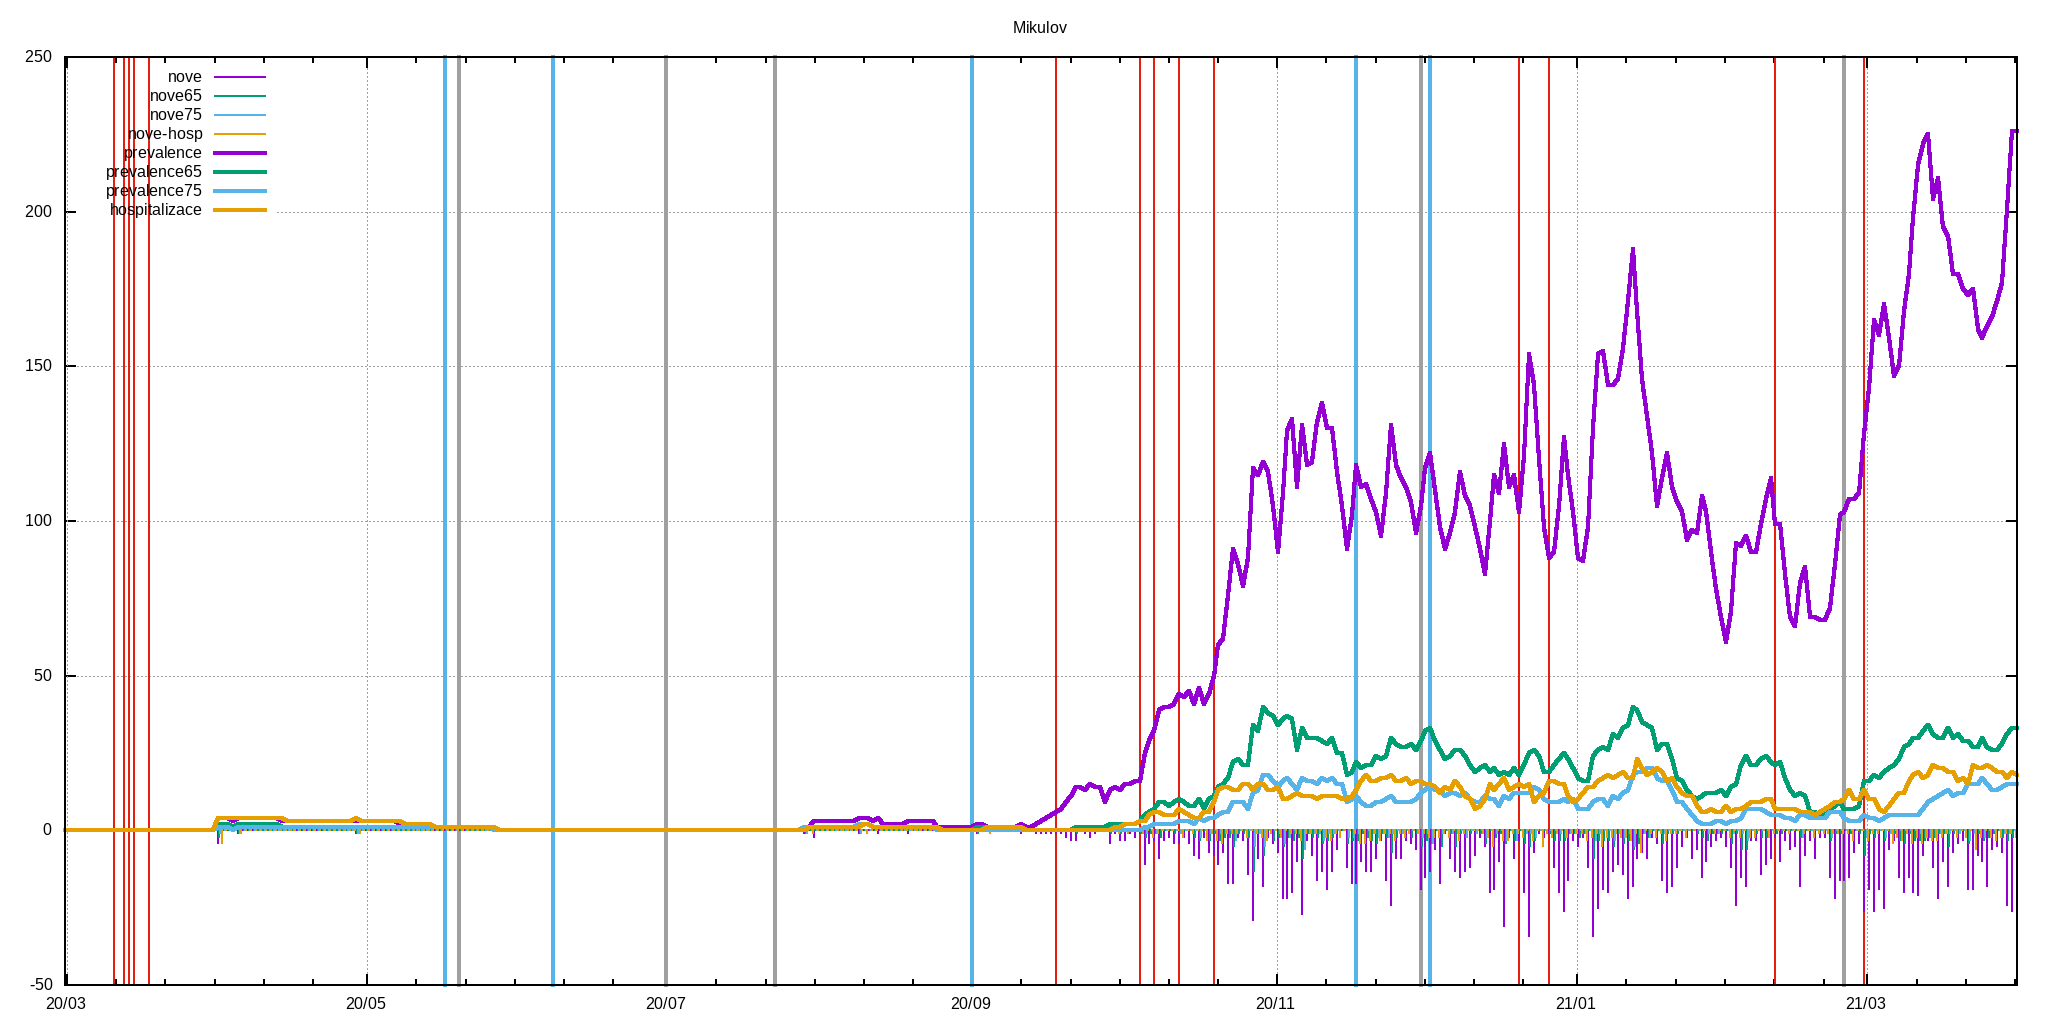 Mikulov
250
nove
nove65
nove75
nove-hosp
prevalence
prevalence65
prevalence75
hospitalizace
200
150
100
50
0
-50
20/03 20/05 20/07 20/09 20/11 21/01 21/03